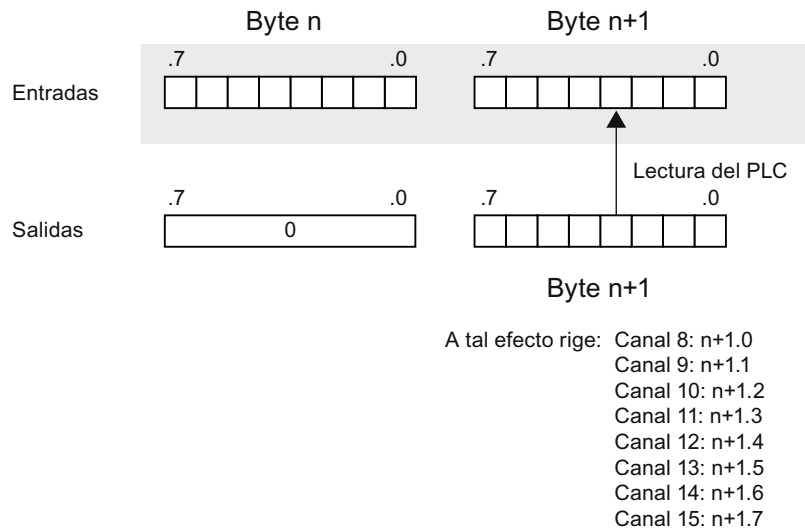 Byte n Byte n+1
.7 .0 .7 .0
Entradas
Lectura del PLC
.7 .0 .7 .0
Salidas 0
Byte n+1
A tal efecto rige: Canal 8: n+1.0
Canal 9: n+1.1
Canal 10: n+1.2
Canal 11: n+1.3
Canal 12: n+1.4
Canal 13: n+1.5
Canal 14: n+1.6
Canal 15: n+1.7